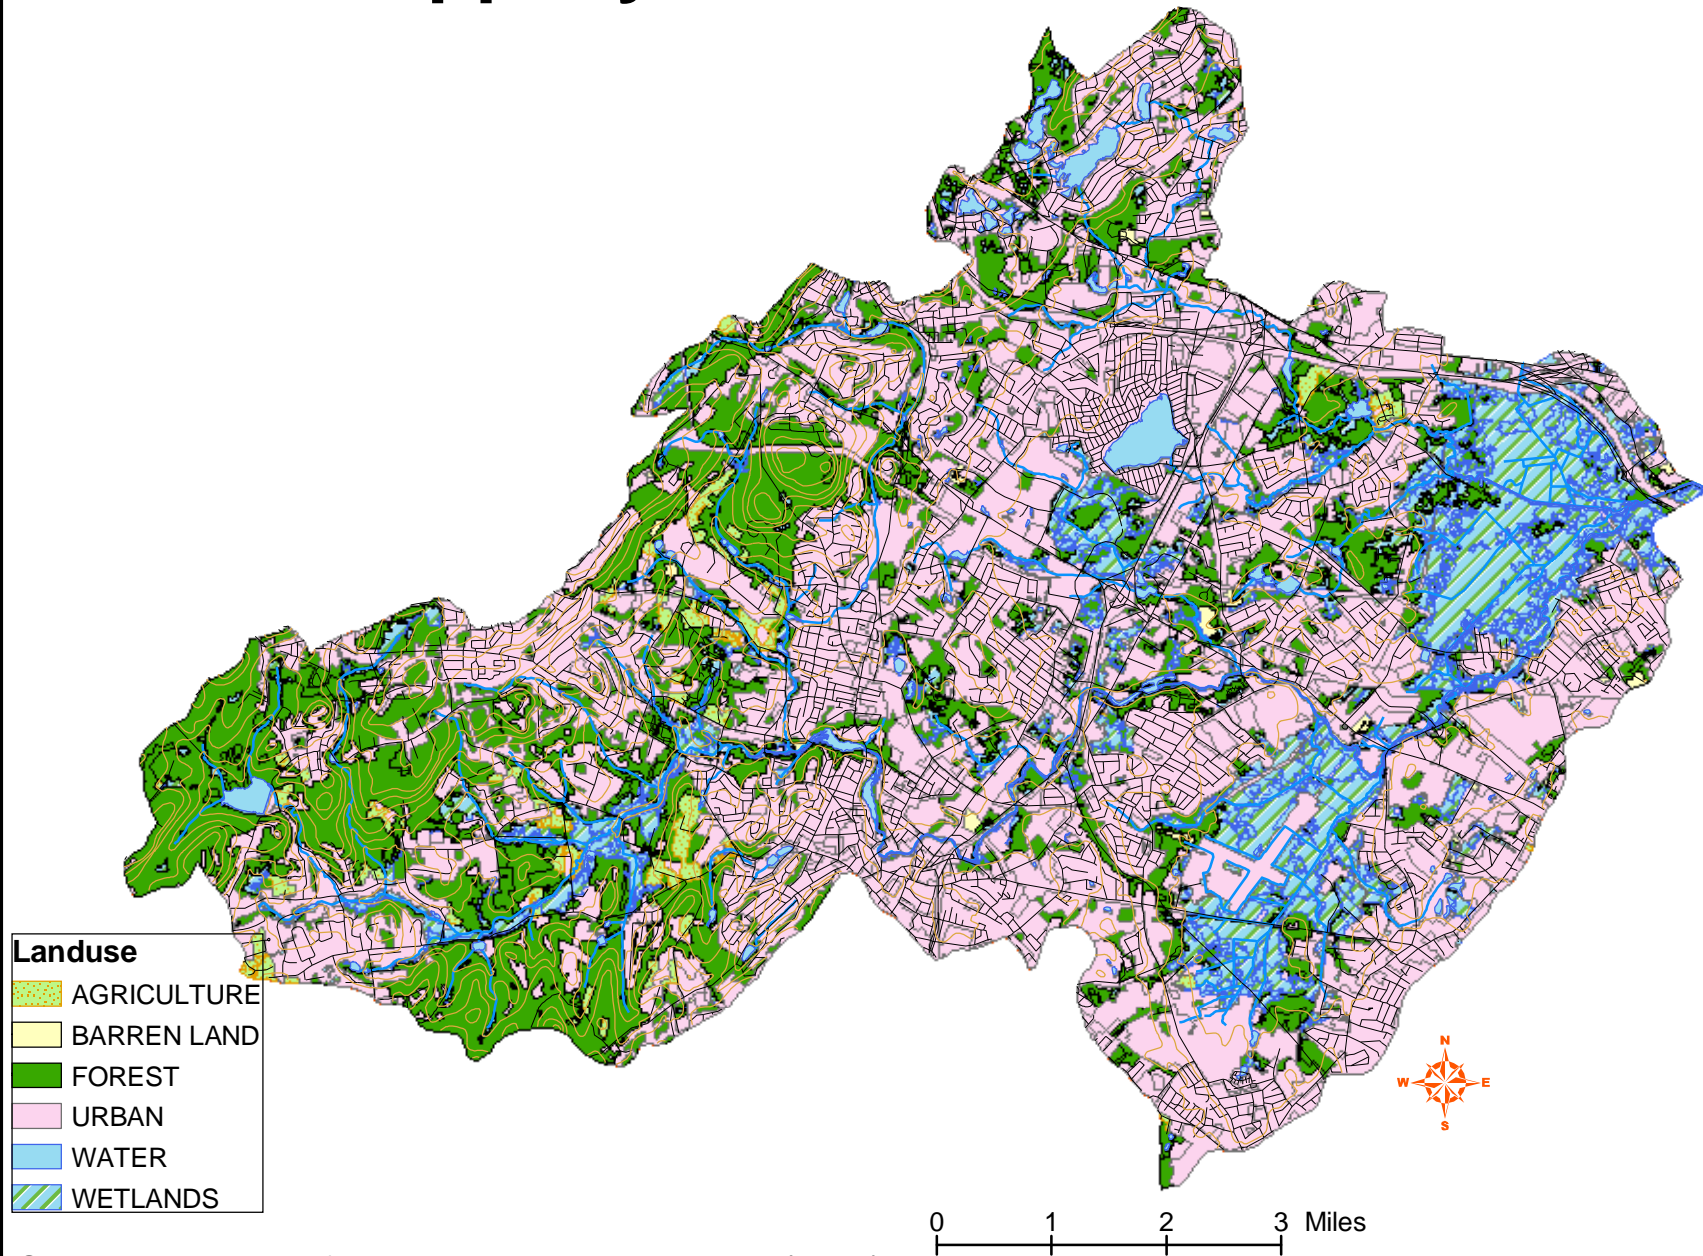 Landuse
AGRICULTURE
BARREN LAND
FOREST
URBAN
WATER
WETLANDS
N
W E
S
0 1 2 3 Miles